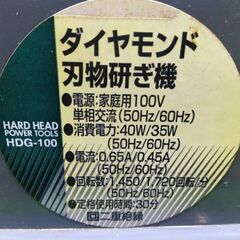 ダイヤモンド
刃物研ぎ機
HARD HEAD
POWER TOOLS
HDG-100
●電源:家庭用100V
単相交流(50Hz/60Hz)
●消費電力:40W/35W
(50Hz/60Hz)
●電流:0.65A/0.45A
(50Hz/60Hz)
●回転数:1,450/1,720回転/分
(50Hz/60Hz)
●定格使用時間:30分
回二重絶縁